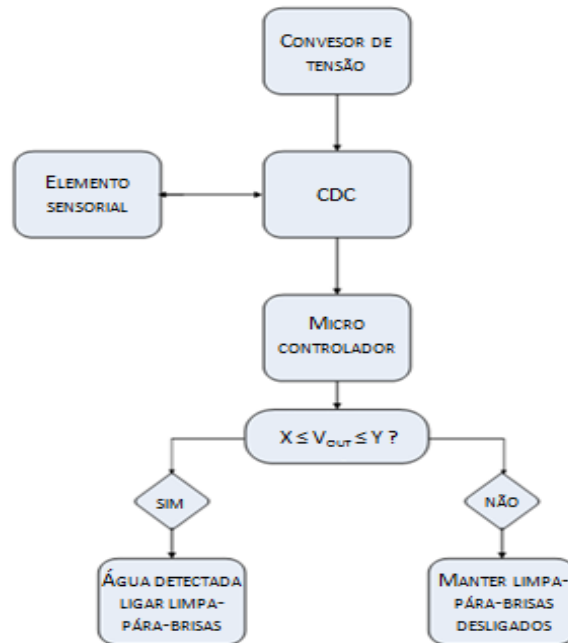 CONVESOR DE
TENSÃO
ELEMENTO
SENSORIAL
CDC
MICRO
CONTROLADOR
X ≤ VOUT ≤ Y ?
SIM
NÃO
ÁGUA DETECTADA
LIGAR LIMPA-
PÁRA-BRISAS
MANTER LIMPA-
PÁRA-BRISAS
DESLIGADOS